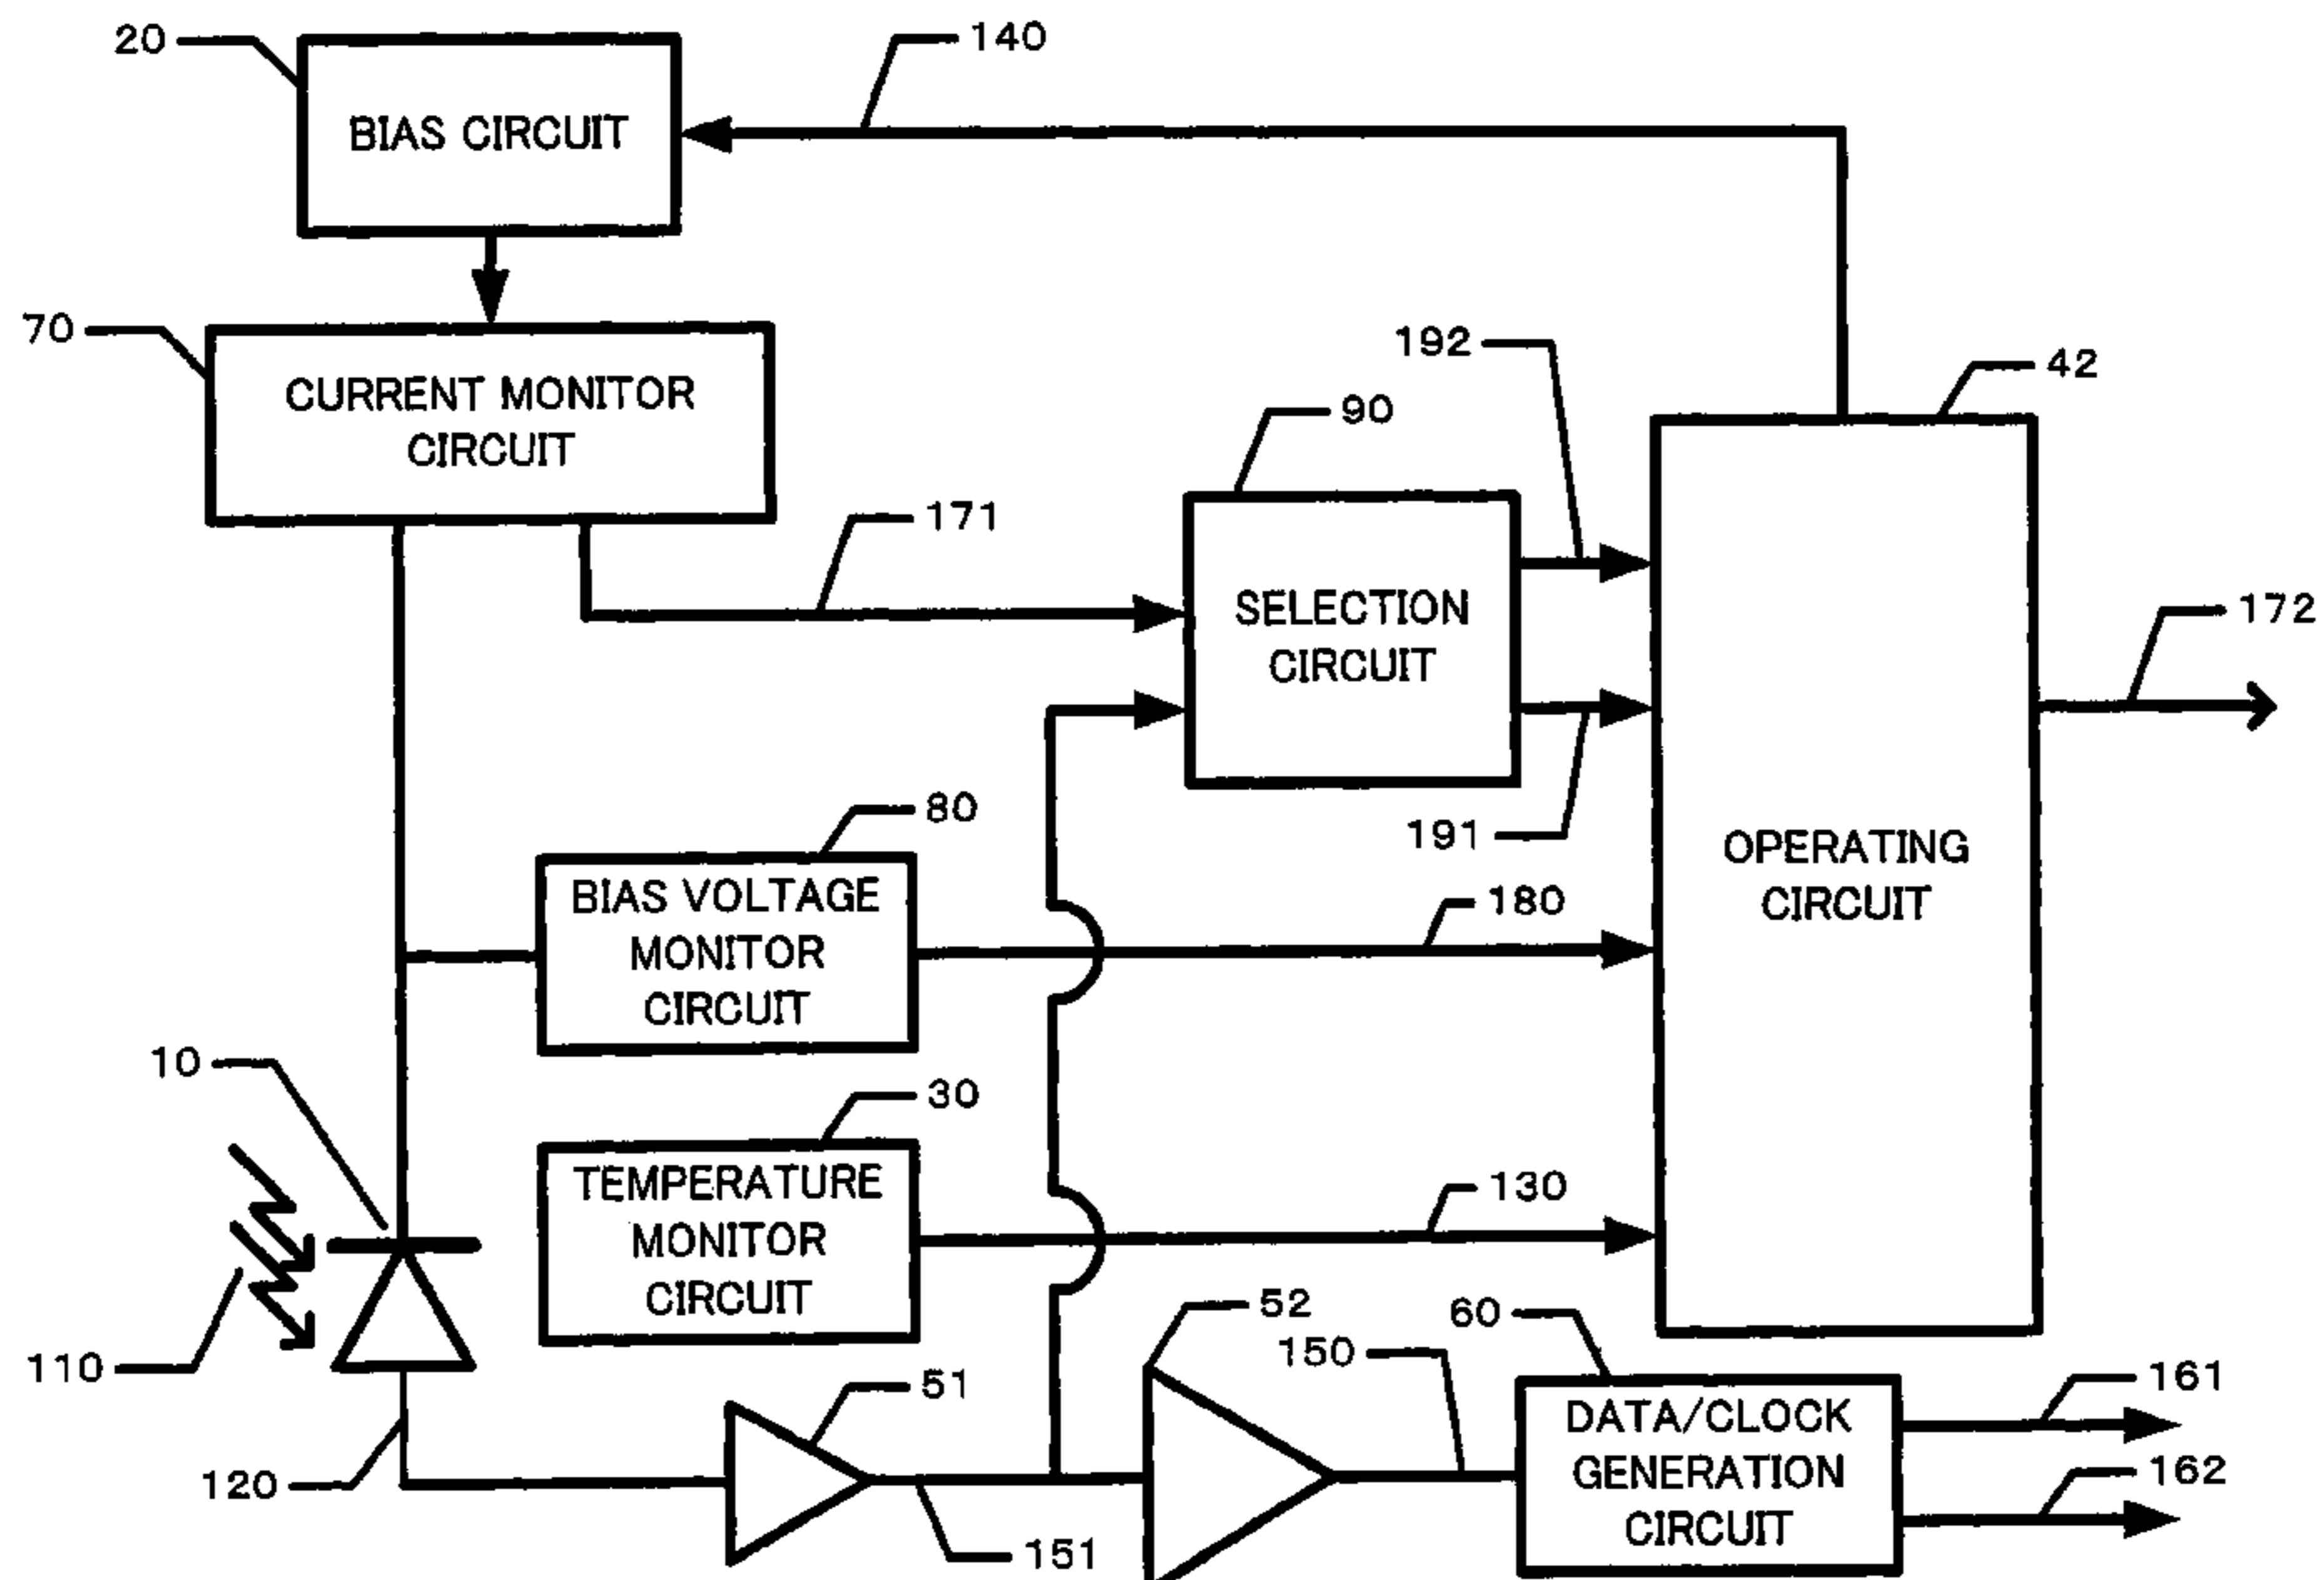 20
140
BIAS CIRCUIT
70
CURRENT MONITOR
CIRCUIT
192
42
90
171
SELECTION
CIRCUIT
172
191
80
BIAS VOLTAGE
MONITOR
CIRCUIT
180
OPERATING
CIRCUIT
10
30
TEMPERATURE
MONITOR
CIRCUIT
130
110
52
60
150
51
161
DATA/CLOCK
GENERATION
CIRCUIT
120
162
151